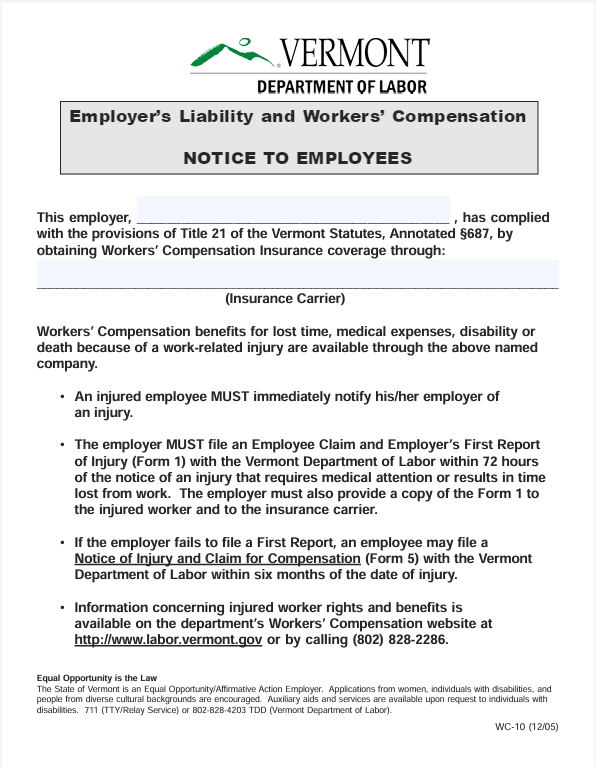 VERMONT
DEPARTMENT OF LABOR
Employer's Liability and Workers' Compensation
NOTICE TO EMPLOYEES
This employer, ________________________________________ , has complied
with the provisions of Title 21 of the Vermont Statutes, Annotated §687, by
obtaining Workers' Compensation Insurance coverage through:
(Insurance Carrier)
Workers' Compensation benefits for lost time, medical expenses, disability or
death because of a work-related injury are available through the above named
company.
• An injured employee MUST immediately notify his/her employer of
an injury.
• The employer MUST file an Employee Claim and Employer's First Report
of Injury (Form 1) with the Vermont Department of Labor within 72 hours
of the notice of an injury that requires medical attention or results in time
lost from work. The employer must also provide a copy of the Form 1 to
the injured worker and to the insurance carrier.
• If the employer fails to file a First Report, an employee may file a
Notice of Injury and Claim for Compensation (Form 5) with the Vermont
Department of Labor within six months of the date of injury.
• Information concerning injured worker rights and benefits is
available on the department's Workers' Compensation website at
http://www.labor.vermont.gov or by calling (802) 828-2286.
Equal Opportunity is the Law
The State of Vermont is an Equal Opportunity/Affirmative Action Employer. Applications from women, individuals with disabilities, and
people from diverse cultural backgrounds are encouraged. Auxiliary aids and services are available upon request to individuals with
disabilities. 711 (TTY/Relay Service) or 802-828-4203 TDD (Vermont Department of Labor).
WC-10 (12/05)